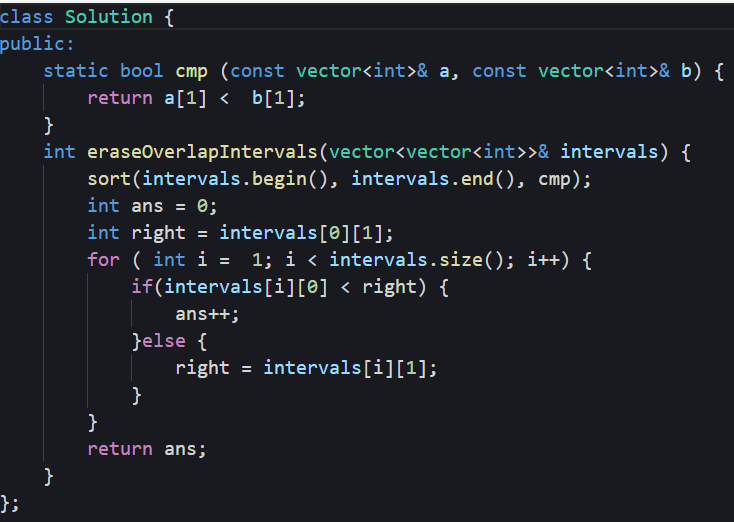 class Solution {
public:
    static bool cmp (const vector<int>& a, const vector<int>& b) {
        return a[1] <  b[1];
    }
    int eraseOverlapIntervals(vector<vector<int>>& intervals) {
        sort(intervals.begin(), intervals.end(), cmp);
        int ans = 0;
        int right = intervals[0][1];
        for ( int i =  1; i < intervals.size(); i++) {
            if(intervals[i][0] < right) {
                ans++;
            }else {
                right = intervals[i][1];
            }
        }
        return ans;
    }
};